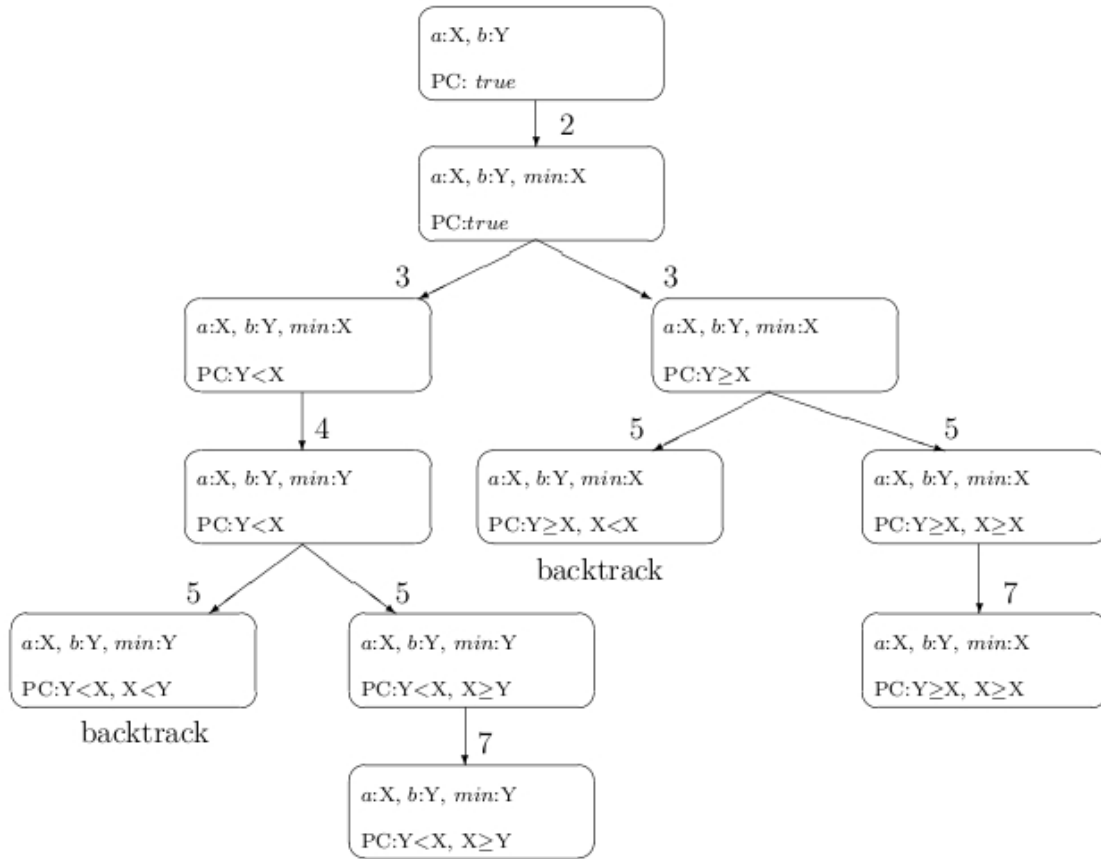 a:X, b:Y
PC: true
2
a:X, b:Y, min:X
PC:true
3
3
a:X, b:Y, min:X
PC:Y<X
a:X, b:Y, min:X
PC:Y≥X
4
5
5
a:X, b:Y, min:Y
PC:Y<X
a:X, b:Y, min:X
PC:Y≥X, X<X
backtrack
a:X, b:Y, min:X
PC:Y≥X, X≥X
5
5
7
a:X, b:Y, min:Y
PC:Y<X, X<Y
backtrack
a:X, b:Y, min:Y
PC:Y<X, X≥Y
a:X, b:Y, min:X
PC:Y≥X, X≥X
7
a:X, b:Y, min:Y
PC:Y<X, X≥Y